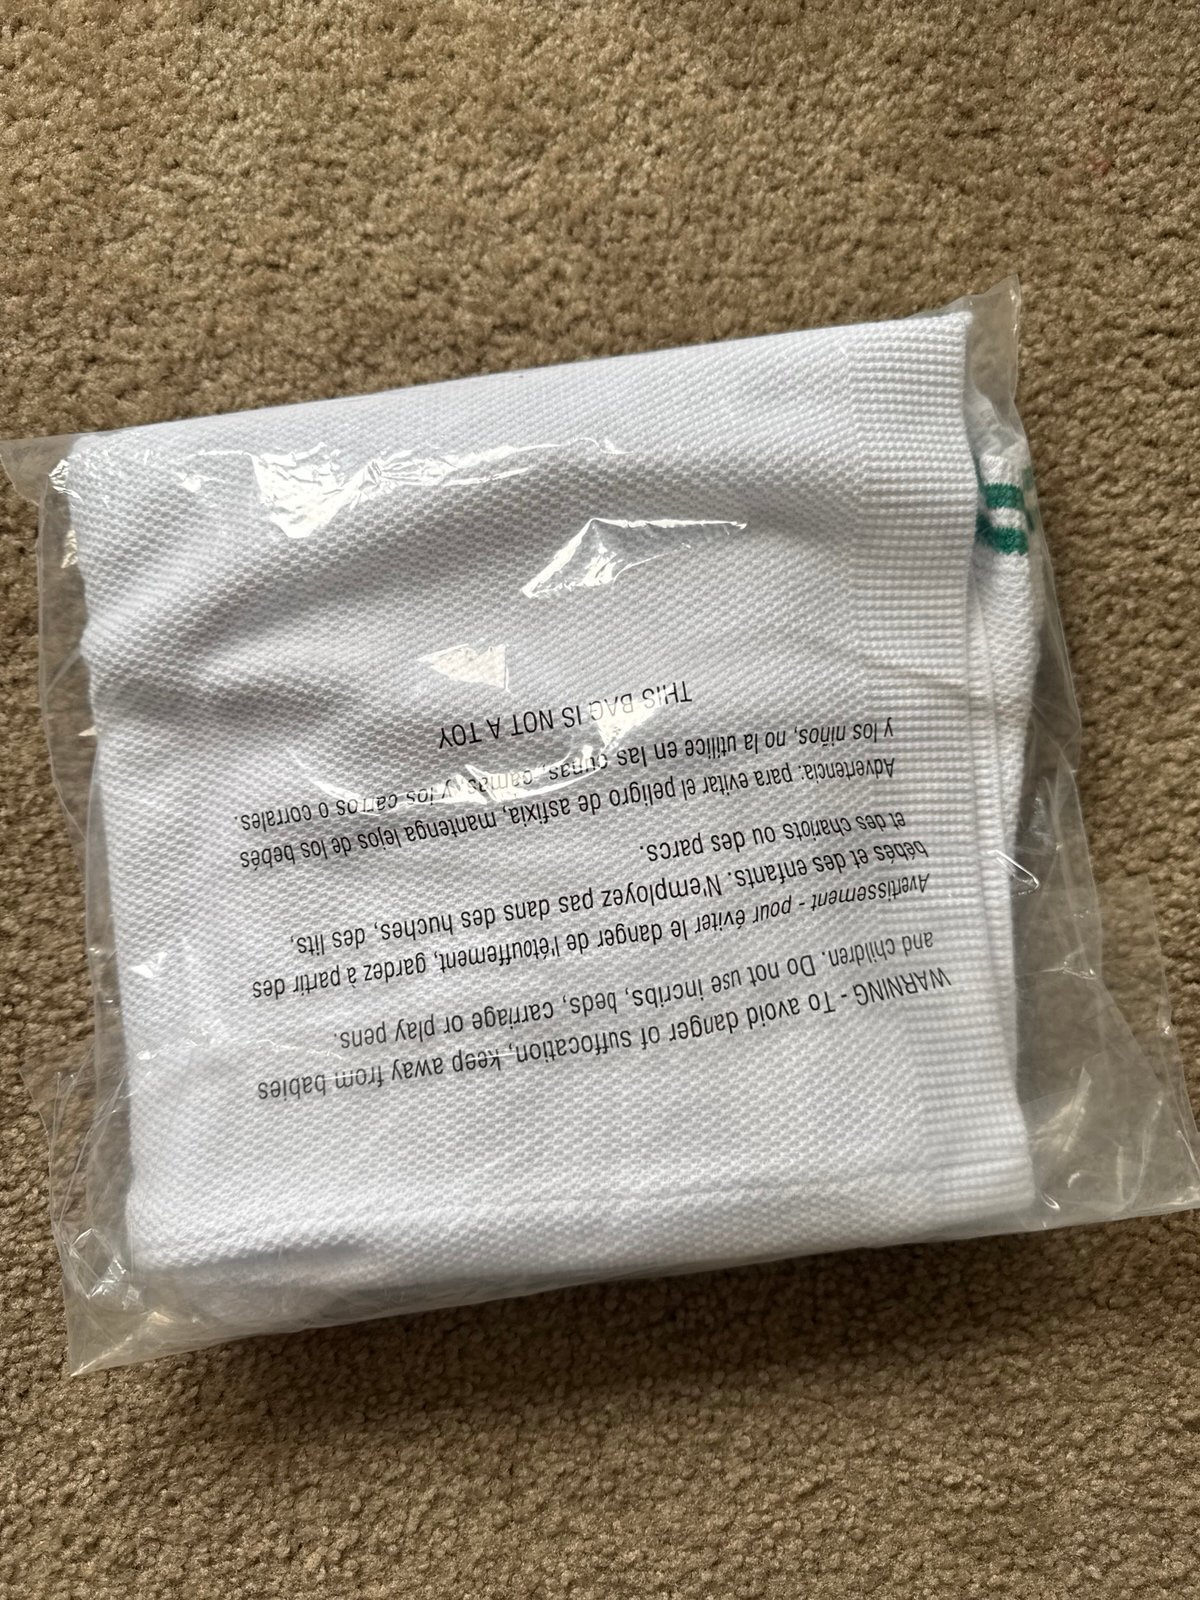 WARNING - To avoid danger of suffocation, keep away from babies
and children. Do not use incribs, beds, carriage or play pens.
Avertissement - pour éviter le danger de l'étouffement, gardez à partir des
bébés et des enfants. N'employez pas dans des huches, des lits,
et des chariots ou des parcs.
Advertencia: para evitar el peligro de asfixia, mantenga lejos de los bebés
y los niños, no la utilice en las cunas, camas, y los carros o corrales.
THIS BAG IS NOT A TOY